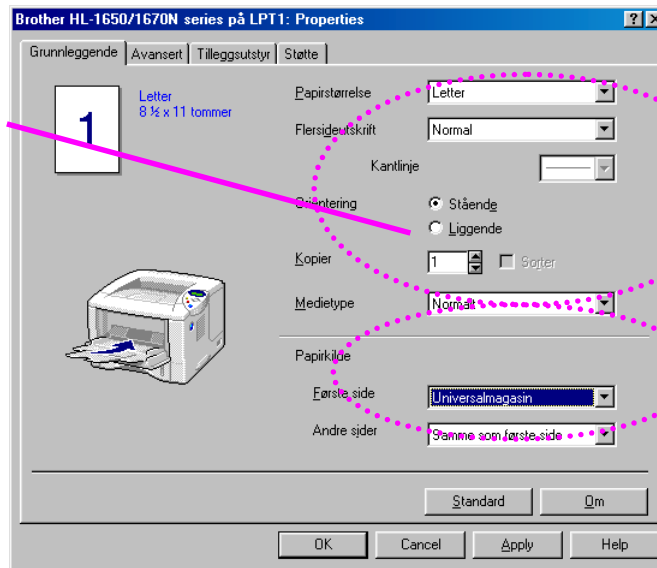 Brother HL-1650/1670N series på LPT1: Properties
Grunnleggende Avansert Tilleggsutstyr Støtte
1
Letter
8 ½ x 11 tommer
Papirstørrelse Letter
Flersideutskrift Normal
Kantlinje
Orientering Stående
Liggende
Kopier 1 Sorter
Medietype Normalt
Papirkilde
Første side Universalmagasin
Andre sider Samme som første side
Standard Om
OK Cancel Apply Help